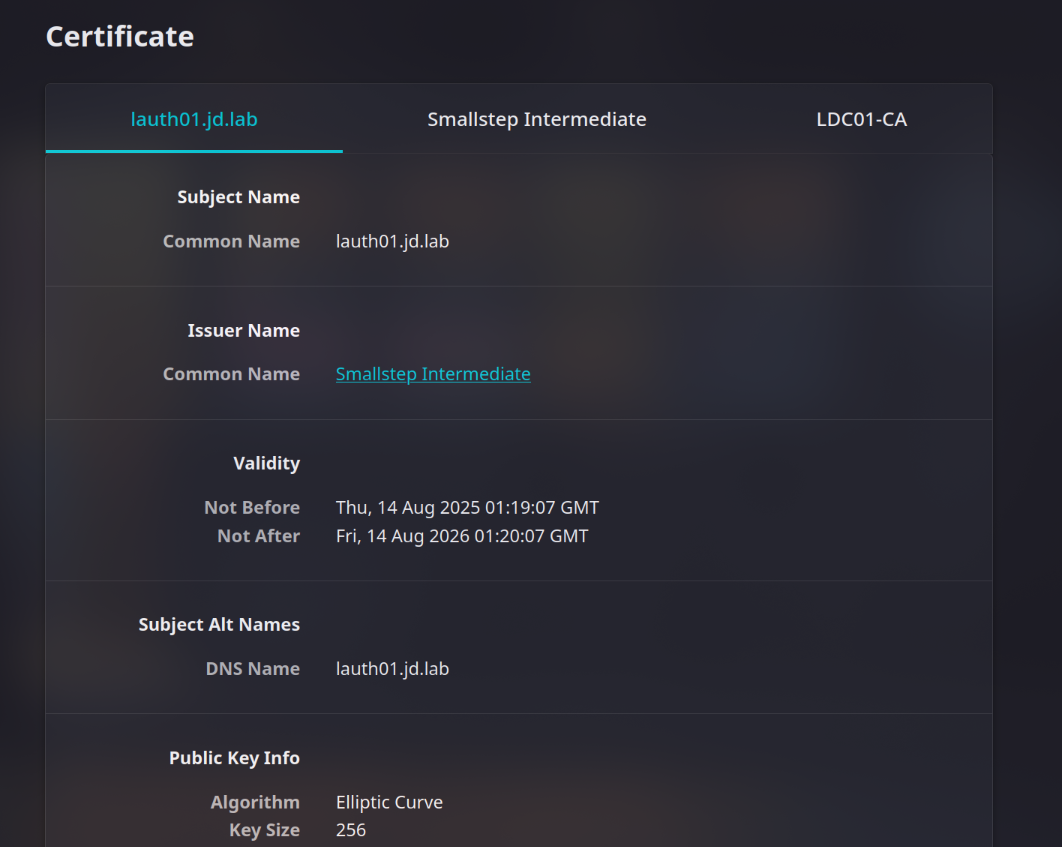 Certificate
lauth01.jd.lab Smallstep Intermediate LDC01-CA
Subject Name
Common Name lauth01.jd.lab
Issuer Name
Common Name Smallstep Intermediate
Validity
Not Before Thu, 14 Aug 2025 01:19:07 GMT
Not After Fri, 14 Aug 2026 01:20:07 GMT
Subject Alt Names
DNS Name lauth01.jd.lab
Public Key Info
Algorithm Elliptic Curve
Key Size 256